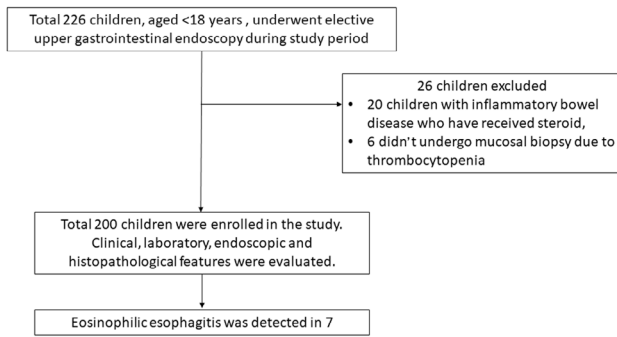 Total 226 children, aged <18 years , underwent elective
upper gastrointestinal endoscopy during study period
26 children excluded
• 20 children with inflammatory bowel
disease who have received steroid,
• 6 didn't undergo mucosal biopsy due to
thrombocytopenia
Total 200 children were enrolled in the study.
Clinical, laboratory, endoscopic and
histopathological features were evaluated.
Eosinophilic esophagitis was detected in 7